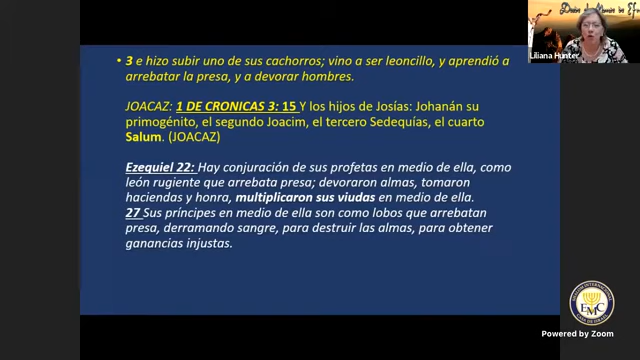 Liliana Hunter
• 3 e hizo subir uno de sus cachorros; vino a ser leoncillo, y aprendió a
arrebatar la presa, y a devorar hombres.
JOACAZ: 1 DE CRONICAS 3: 15 Y los hijos de Josías: Johanán su
primogénito, el segundo Joacim, el tercero Sedequías, el cuarto
Salum. (JOACAZ)
Ezequiel 22: Hay conjuración de sus profetas en medio de ella, como
león rugiente que arrebata presa; devoraron almas, tomaron
haciendas y honra, multiplicaron sus viudas en medio de ella.
27 Sus príncipes en medio de ella son como lobos que arrebatan
presa, derramando sangre, para destruir las almas, para obtener
ganancias injustas.
EMC
Powered by Zoom